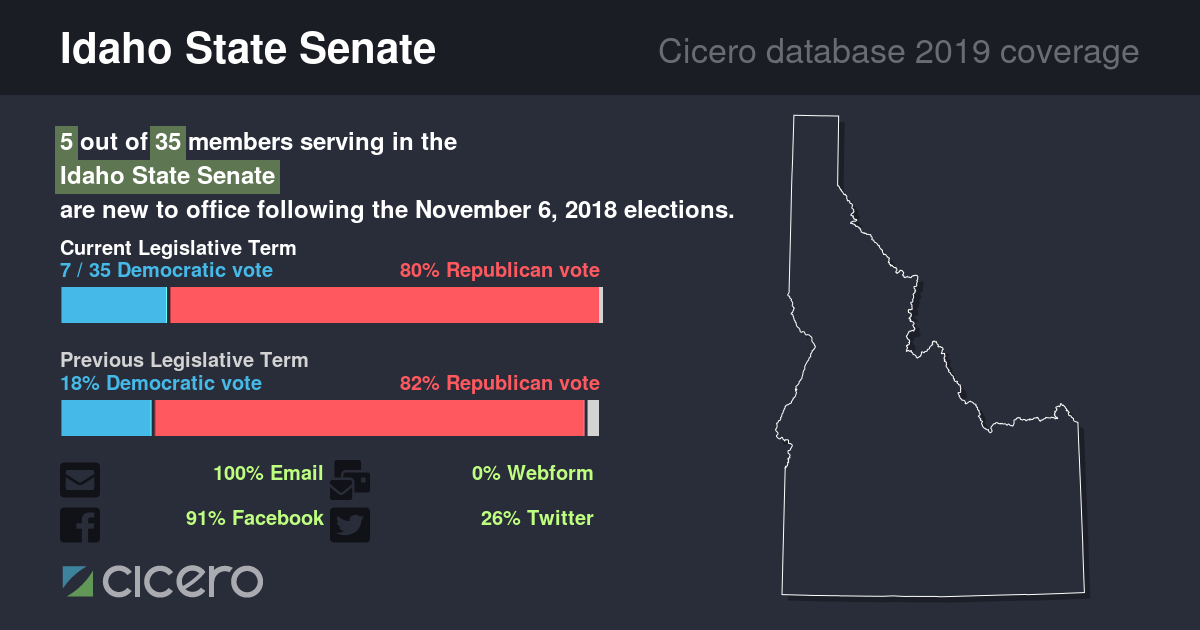 Idaho State Senate
Cicero database 2019 coverage
5 out of 35 members serving in the
Idaho State Senate
are new to office following the November 6, 2018 elections.
Current Legislative Term
7 / 35 Democratic vote
80% Republican vote
Previous Legislative Term
18% Democratic vote
82% Republican vote
100% Email
0% Webform
91% Facebook
26% Twitter
cicero